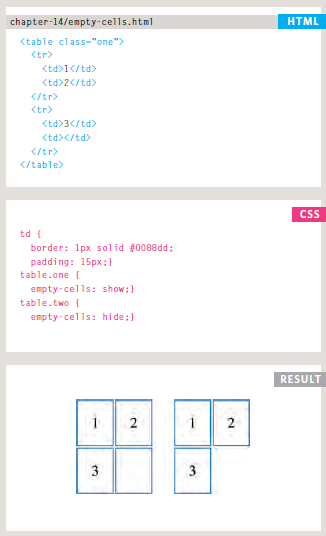 chapter-14/empty-cells.html
HTML
<table class="one">
<tr>
<td>1</td>
<td>2</td>
</tr>
<tr>
<td>3</td>
<td></td>
</tr>
</table>
CSS
td {
border: 1px solid #0088dd;
padding: 15px;}
table.one {
empty-cells: show;}
table.two {
empty-cells: hide;}
RESULT
1 2 1 2
3 3